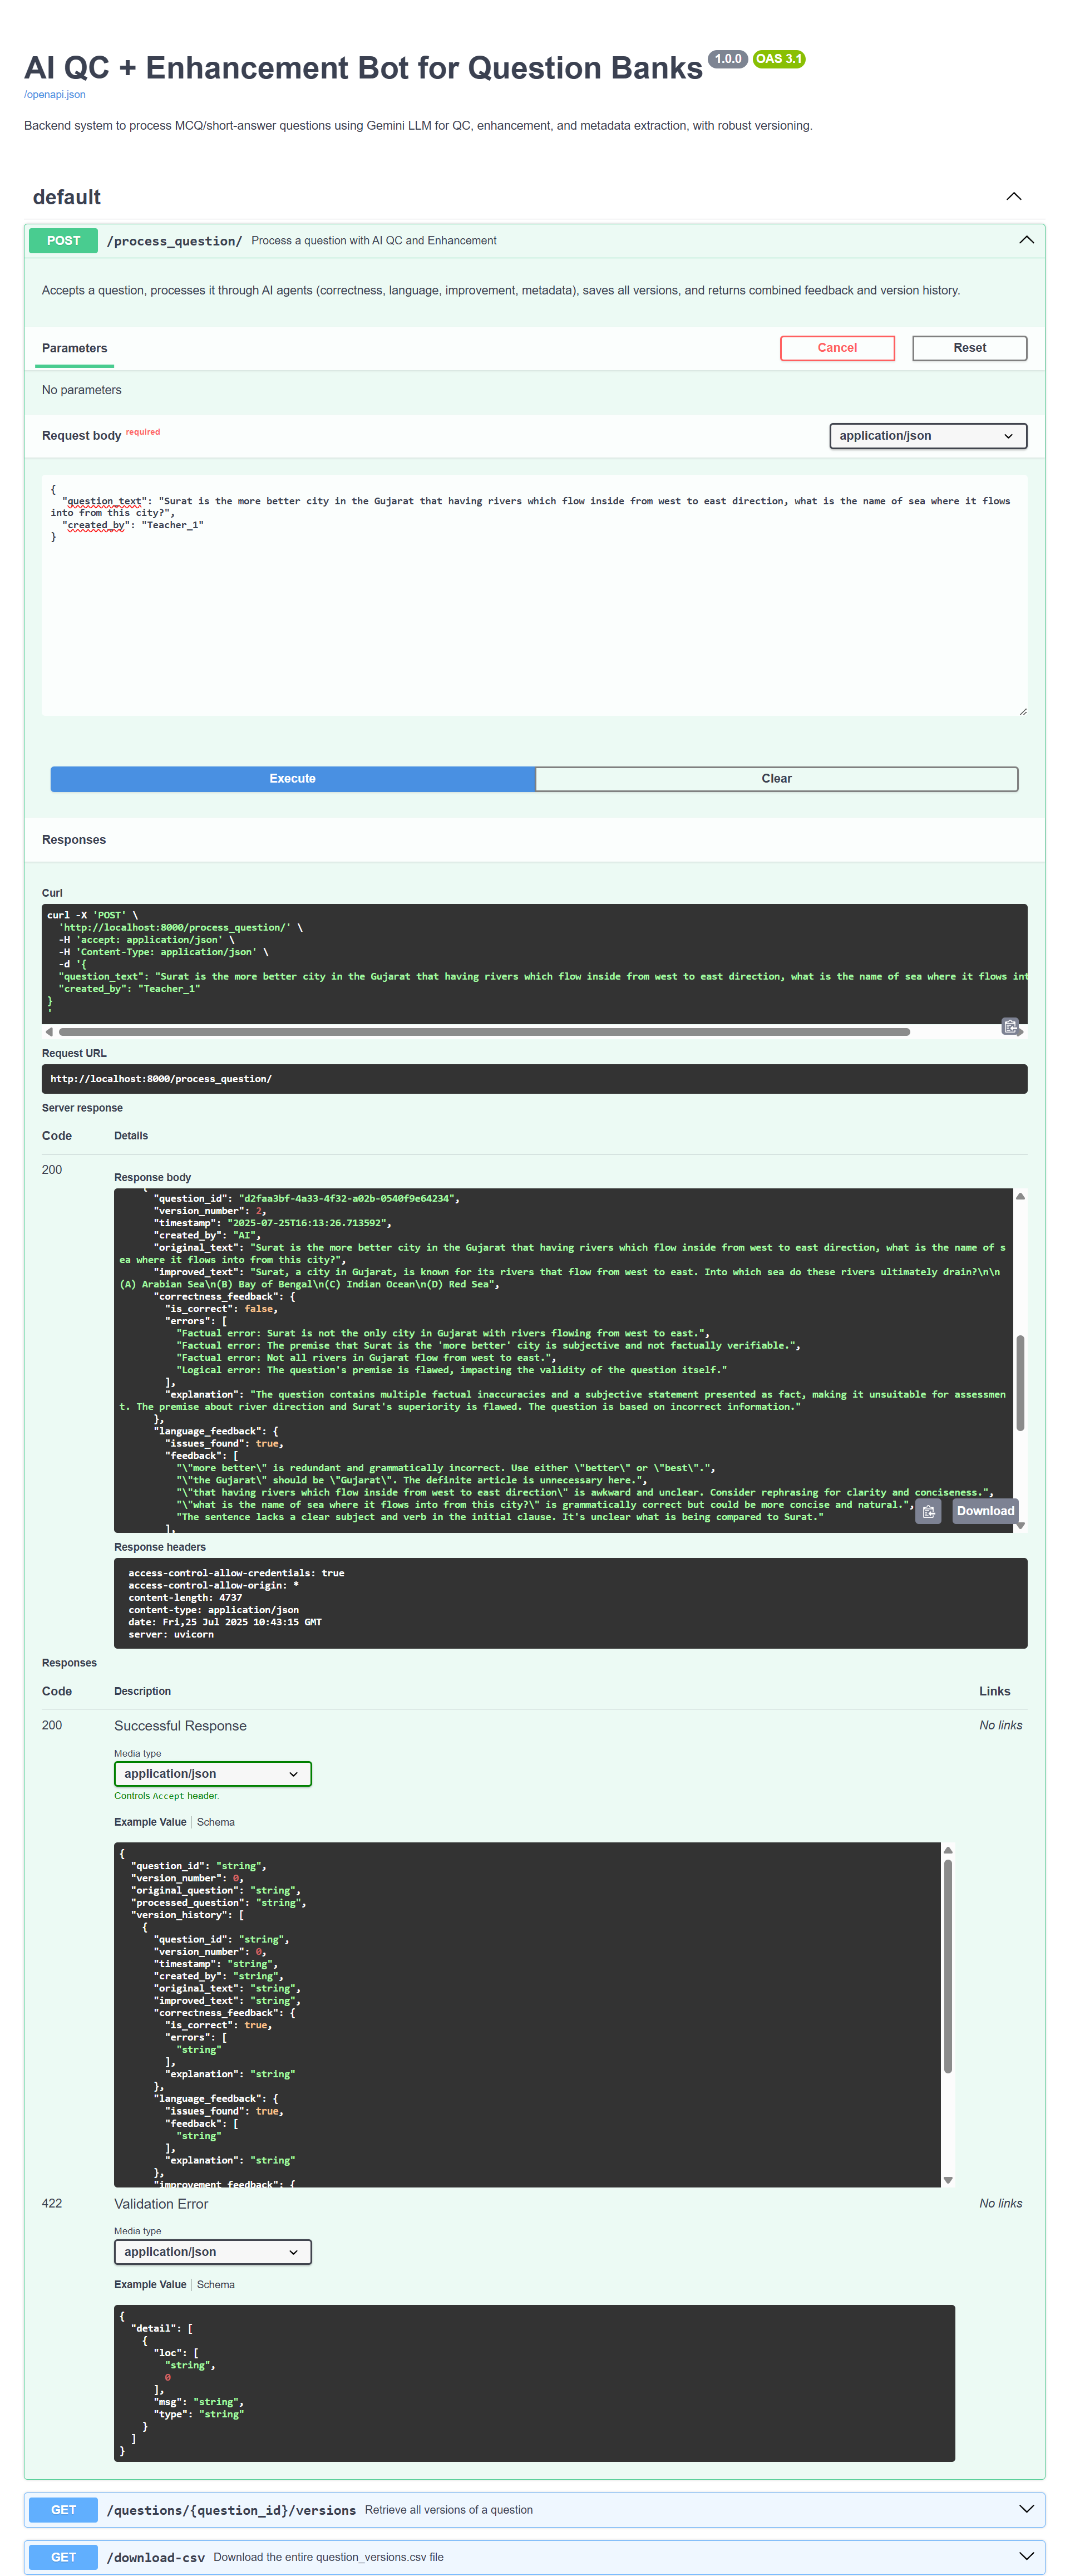 AI QC + Enhancement Bot for Question Banks 1.0.0 OAS 3.1
/openapi.json
Backend system to process MCQ/short-answer questions using Gemini LLM for QC, enhancement, and metadata extraction, with robust versioning.
default
POST /process_question/ Process a question with AI QC and Enhancement
Accepts a question, processes it through AI agents (correctness, language, improvement, metadata), saves all versions, and returns combined feedback and version history.
Parameters Cancel Reset
No parameters
Request body required application/json
{
"question_text": "Surat is the more better city in the Gujarat that having rivers which flow inside from west to east direction, what is the name of sea where it flows
into from this city?",
"created_by": "Teacher_1"
}
Execute Clear
Responses
Curl
curl -X 'POST' \
'http://localhost:8000/process_question/' \
-H 'accept: application/json' \
-H 'Content-Type: application/json' \
-d '{
"question_text": "Surat is the more better city in the Gujarat that having rivers which flow inside from west to east direction, what is the name of sea where it flows int
"created_by": "Teacher_1"
}
'
Request URL
http://localhost:8000/process_question/
Server response
Code Details
200
Response body
{
"question_id": "d2faa3bf-4a33-4f32-a02b-0540f9e64234",
"version_number": 2,
"timestamp": "2025-07-25T16:13:26.713592",
"created_by": "AI",
"original_text": "Surat is the more better city in the Gujarat that having rivers which flow inside from west to east direction, what is the name of s
ea where it flows into from this city?",
"improved_text": "Surat, a city in Gujarat, is known for its rivers that flow from west to east. Into which sea do these rivers ultimately drain?\n\n
(A) Arabian Sea\n(B) Bay of Bengal\n(C) Indian Ocean\n(D) Red Sea",
"correctness_feedback": {
"is_correct": false,
"errors": [
"Factual error: Surat is not the only city in Gujarat with rivers flowing from west to east.",
"Factual error: The premise that Surat is the 'more better' city is subjective and not factually verifiable.",
"Factual error: Not all rivers in Gujarat flow from west to east.",
"Logical error: The question's premise is flawed, impacting the validity of the question itself."
],
"explanation": "The question contains multiple factual inaccuracies and a subjective statement presented as fact, making it unsuitable for assessmen
t. The premise about river direction and Surat's superiority is flawed. The question is based on incorrect information."
},
"language_feedback": {
"issues_found": true,
"feedback": [
"\"more better\" is redundant and grammatically incorrect. Use either \"better\" or \"best\".",
"\"the Gujarat\" should be \"Gujarat\". The definite article is unnecessary here.",
"\"that having rivers which flow inside from west to east direction\" is awkward and unclear. Consider rephrasing for clarity and conciseness.",
"\"what is the name of sea where it flows into from this city?\" is grammatically correct but could be more concise and natural.",
"The sentence lacks a clear subject and verb in the initial clause. It's unclear what is being compared to Surat."
],
Download
Response headers
access-control-allow-credentials: true
access-control-allow-origin: *
content-length: 4737
content-type: application/json
date: Fri,25 Jul 2025 10:43:15 GMT
server: uvicorn
Responses
Code Description Links
200 Successful Response No links
Media type
application/json
Controls Accept header.
Example Value Schema
{
"question_id": "string",
"version_number": 0,
"original_question": "string",
"processed_question": "string",
"version_history": [
{
"question_id": "string",
"version_number": 0,
"timestamp": "string",
"created_by": "string",
"original_text": "string",
"improved_text": "string",
"correctness_feedback": {
"is_correct": true,
"errors": [
"string"
],
"explanation": "string"
},
"language_feedback": {
"issues_found": true,
"feedback": [
"string"
],
"explanation": "string"
},
"improvement_feedback": {
422 Validation Error No links
Media type
application/json
Example Value Schema
{
"detail": [
{
"loc": [
"string",
0
],
"msg": "string",
"type": "string"
}
]
}
GET /questions/{question_id}/versions Retrieve all versions of a question
GET /download-csv Download the entire question_versions.csv file